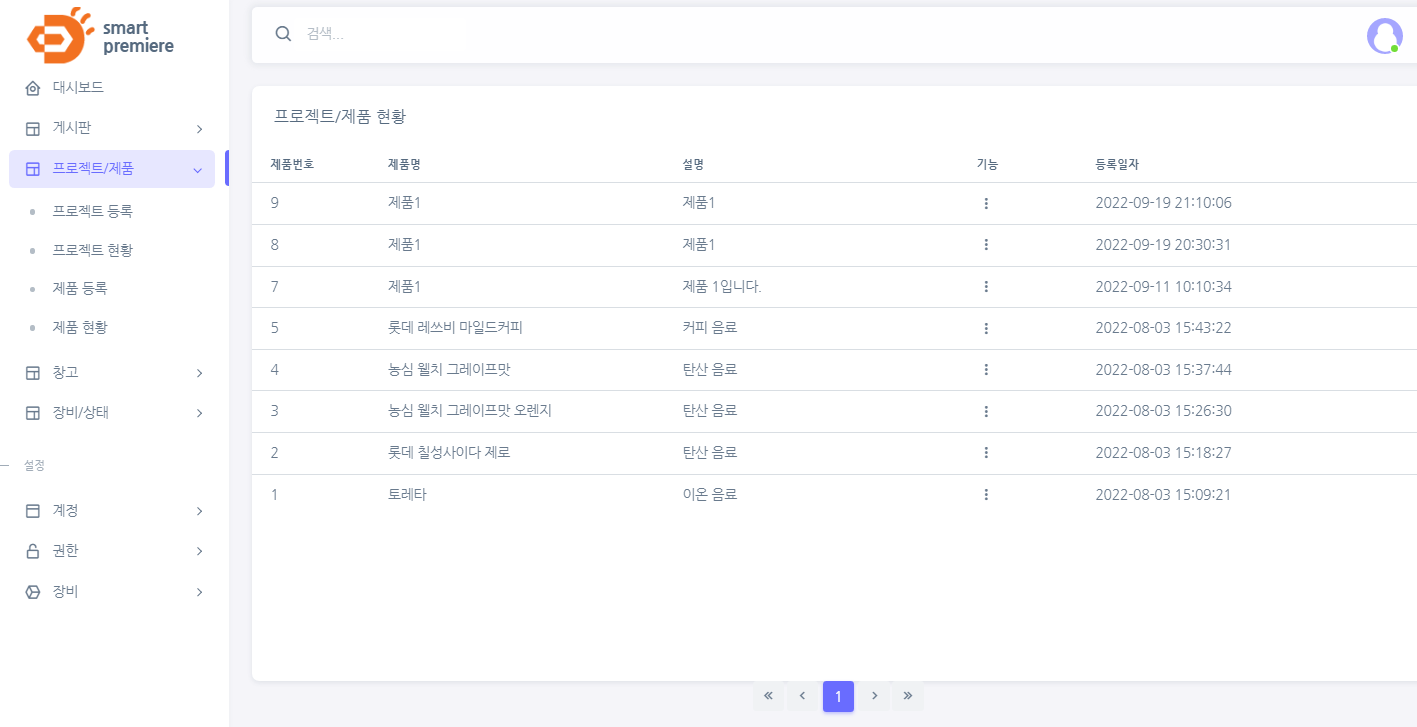 smart
premiere
검색...
대시보드
게시판
프로젝트/제품
프로젝트 등록
프로젝트 현황
제품 등록
제품 현황
창고
장비/상태
설정
계정
권한
장비
프로젝트/제품 현황
제품번호 제품명 설명 기능 등록일자
9 제품1 제품1 2022-09-19 21:10:06
8 제품1 제품1 2022-09-19 20:30:31
7 제품1 제품 1입니다. 2022-09-11 10:10:34
5 롯데 레쓰비 마일드커피 커피 음료 2022-08-03 15:43:22
4 농심 웰치 그레이프맛 탄산 음료 2022-08-03 15:37:44
3 농심 웰치 그레이프맛 오렌지 탄산 음료 2022-08-03 15:26:30
2 롯데 칠성사이다 제로 탄산 음료 2022-08-03 15:18:27
1 토레타 이온 음료 2022-08-03 15:09:21
« ‹ 1 › »